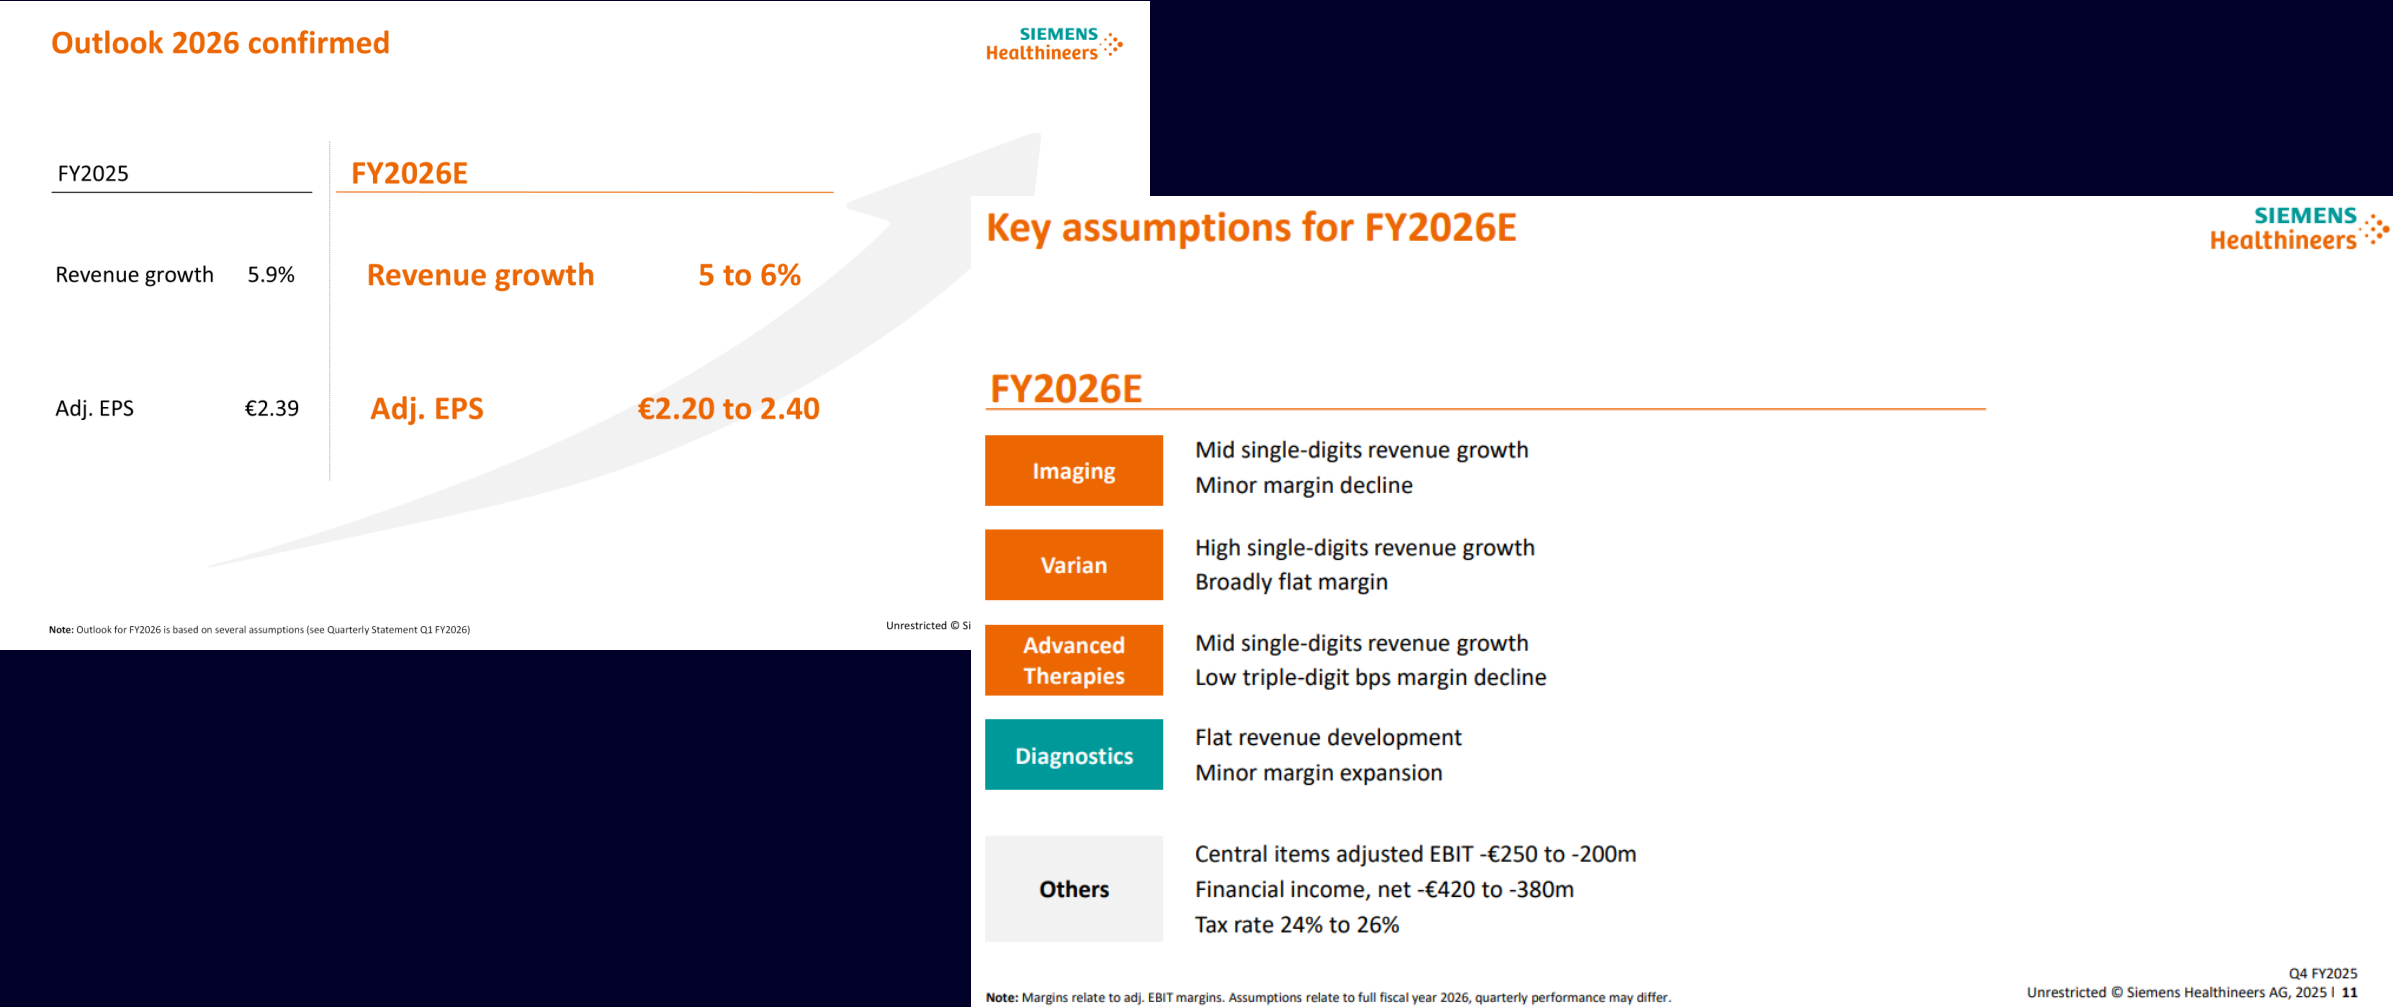 Outlook 2026 confirmed
SIEMENS
Healthineers
FY2025
FY2026E
Revenue growth 5.9%
Revenue growth 5 to 6%
Adj. EPS €2.39
Adj. EPS €2.20 to 2.40
Note: Outlook for FY2026 is based on several assumptions (see Quarterly Statement Q1 FY2026)
Unrestricted © Si
Key assumptions for FY2026E
SIEMENS
Healthineers
FY2026E
Imaging
Mid single-digits revenue growth
Minor margin decline
Varian
High single-digits revenue growth
Broadly flat margin
Advanced
Therapies
Mid single-digits revenue growth
Low triple-digit bps margin decline
Diagnostics
Flat revenue development
Minor margin expansion
Others
Central items adjusted EBIT -€250 to -200m
Financial income, net -€420 to -380m
Tax rate 24% to 26%
Note: Margins relate to adj. EBIT margins. Assumptions relate to full fiscal year 2026, quarterly performance may differ.
Q4 FY2025
Unrestricted © Siemens Healthineers AG, 2025 | 11